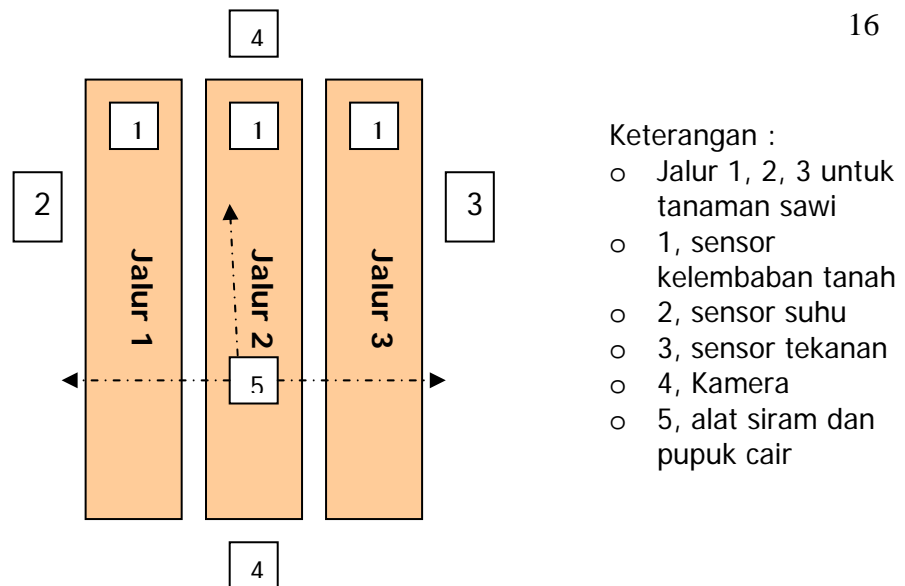 16
4
1
1
1
2
3
Jalur 1
Jalur 2
Jalur 3
5
4
Keterangan :
o Jalur 1, 2, 3 untuk
tanaman sawi
o 1, sensor
kelembaban tanah
o 2, sensor suhu
o 3, sensor tekanan
o 4, Kamera
o 5, alat siram dan
pupuk cair